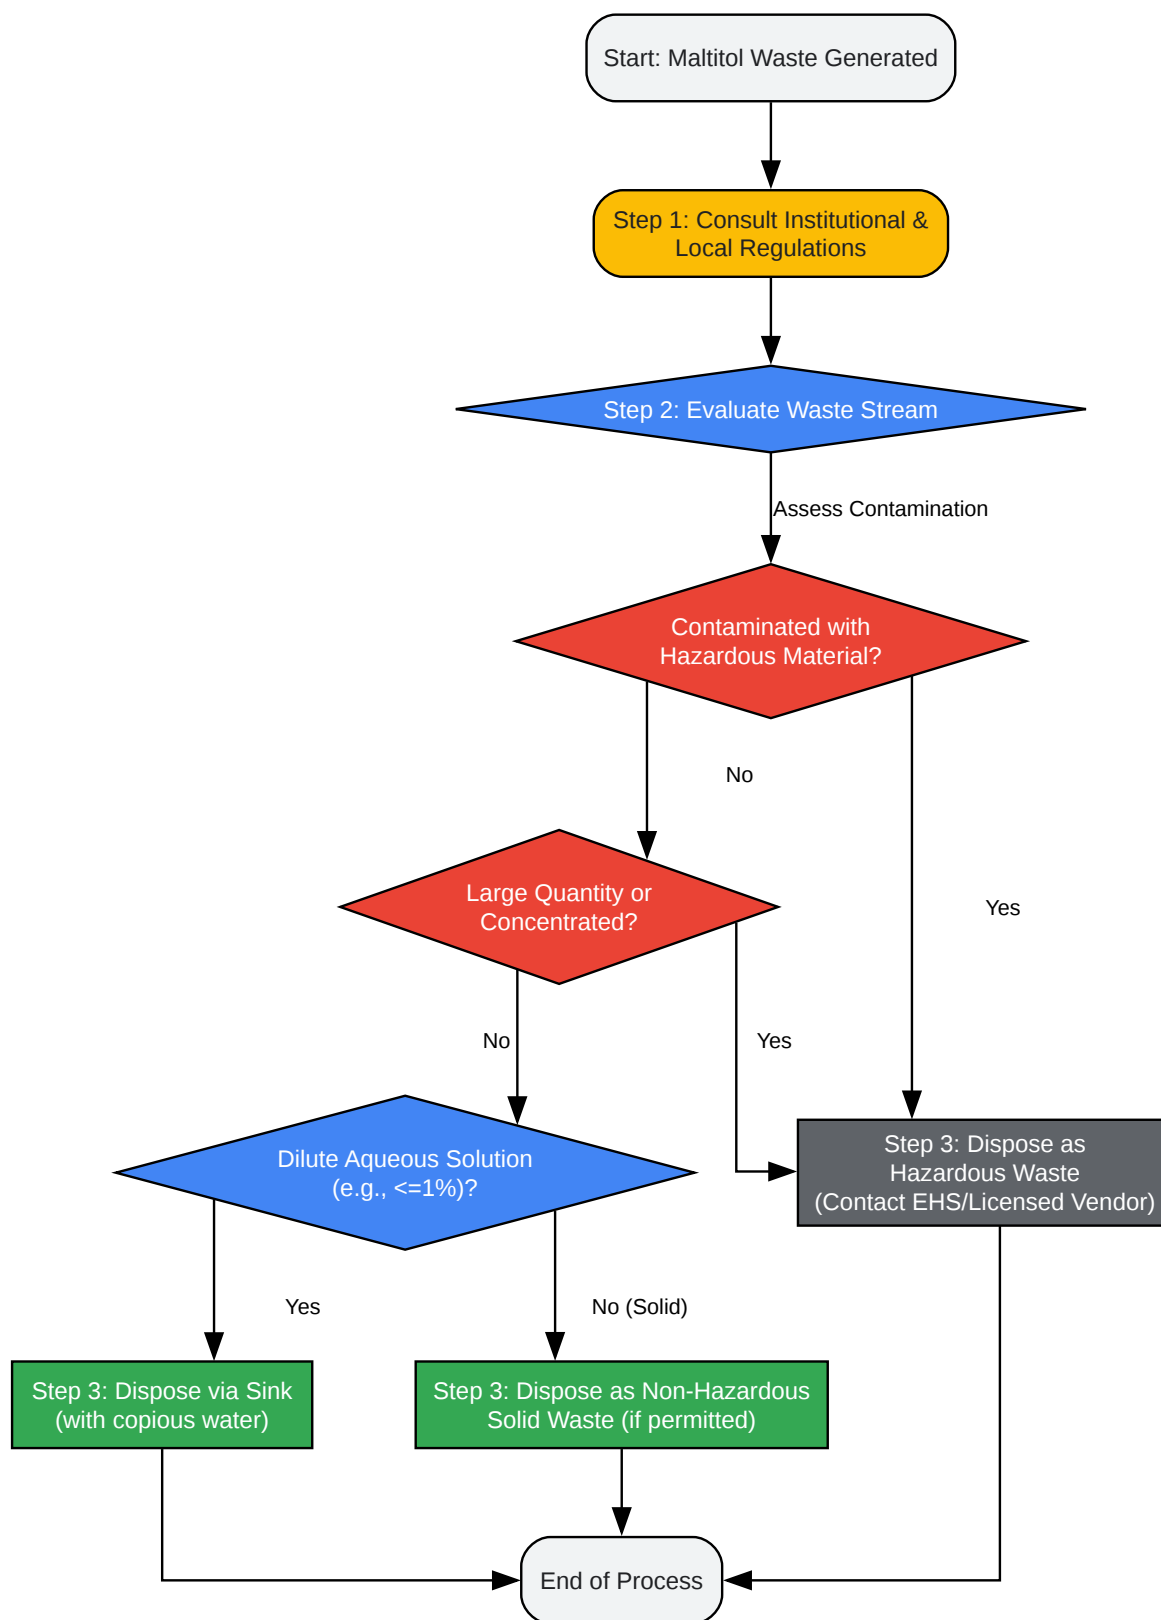 Start: Maltitol Waste Generated
Step 1: Consult Institutional &
Local Regulations
Step 2: Evaluate Waste Stream
Assess Contamination
Contaminated with
Hazardous Material?
No
Large Quantity or
Concentrated?
Yes
No
Yes
Dilute Aqueous Solution
(e.g., <=1%)?
Step 3: Dispose as
Hazardous Waste
(Contact EHS/Licensed Vendor)
Yes
No (Solid)
Step 3: Dispose via Sink
(with copious water)
Step 3: Dispose as Non-Hazardous
Solid Waste (if permitted)
End of Process